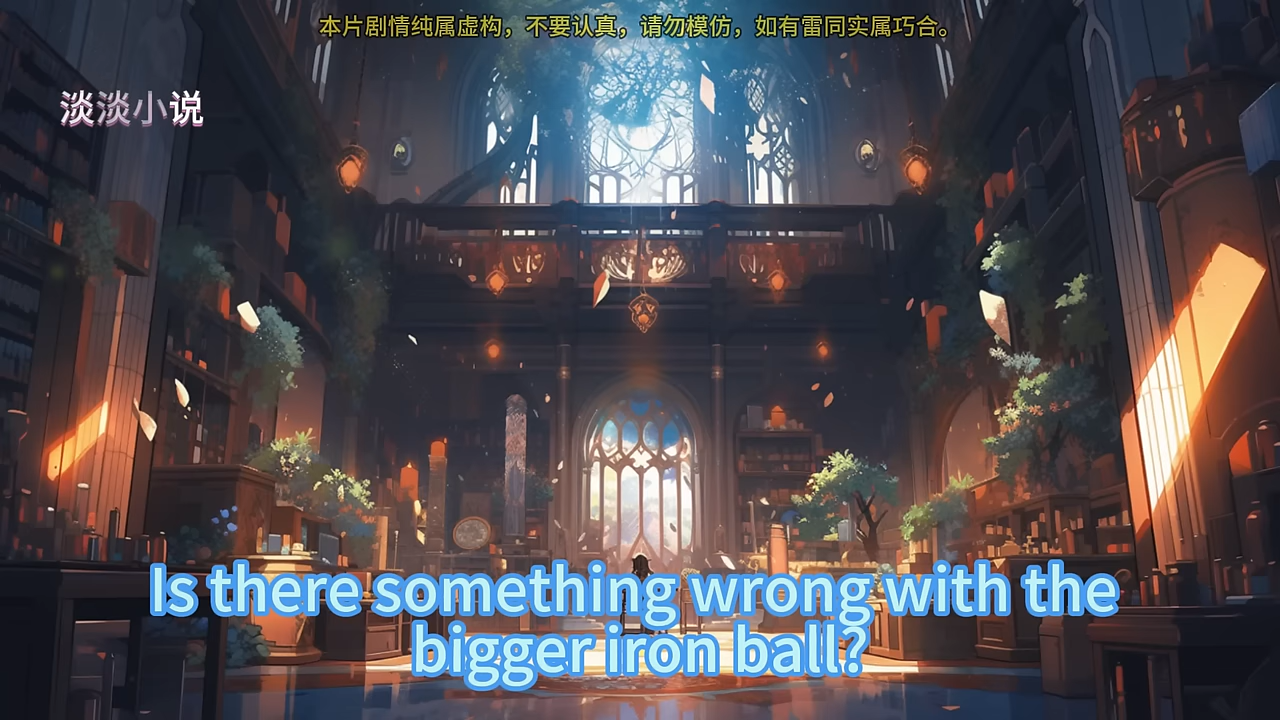 本片剧情纯属虚构，不要认真，请勿模仿，如有雷同实属巧合。
淡淡小说
Is there something wrong with the
bigger iron ball?